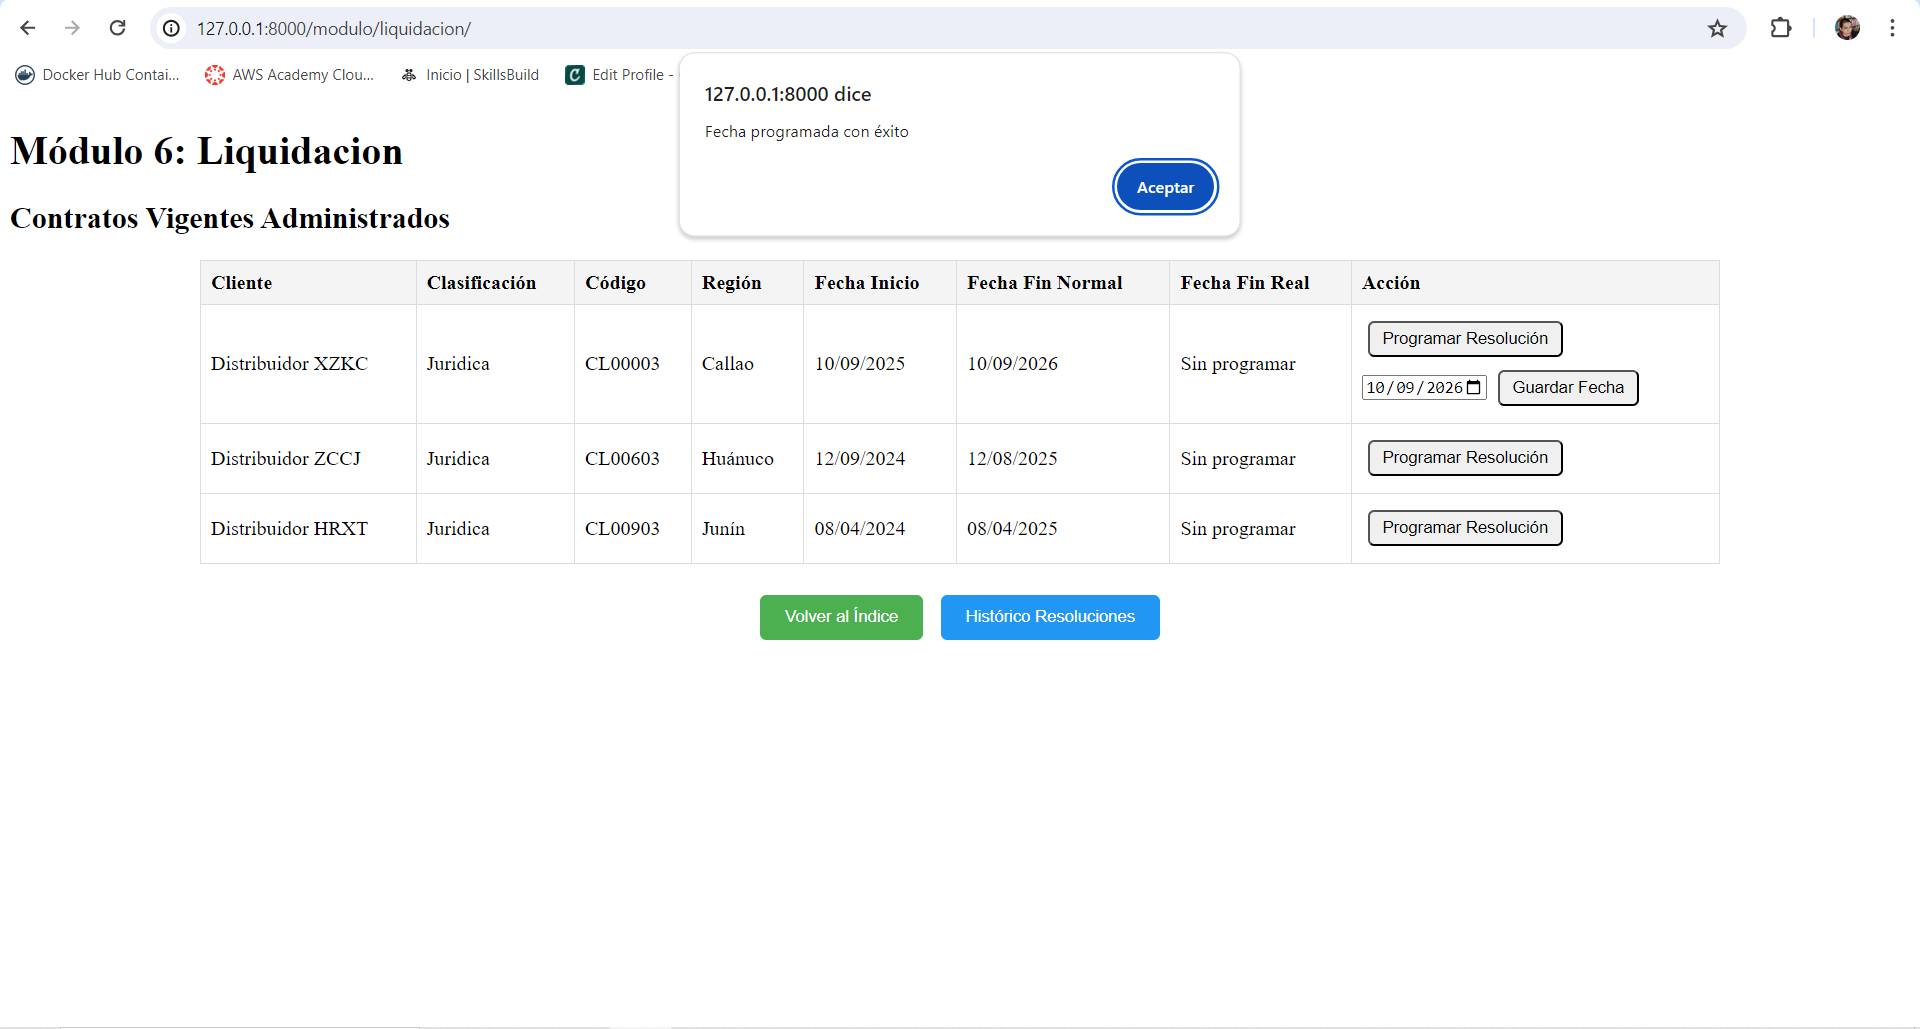 127.0.0.1:8000/modulo/liquidacion/
Docker Hub Contai...
AWS Academy Clou...
Inicio | SkillsBuild
Edit Profile -
127.0.0.1:8000 dice
Fecha programada con éxito
Aceptar
Módulo 6: Liquidacion
Contratos Vigentes Administrados
Cliente Clasificación Código Región Fecha Inicio Fecha Fin Normal Fecha Fin Real Acción
Distribuidor XZKC Juridica CL00003 Callao 10/09/2025 10/09/2026 Sin programar Programar Resolución
10/09/2026 Guardar Fecha
Distribuidor ZCCJ Juridica CL00603 Huánuco 12/09/2024 12/08/2025 Sin programar Programar Resolución
Distribuidor HRXT Juridica CL00903 Junín 08/04/2024 08/04/2025 Sin programar Programar Resolución
Volver al Índice Histórico Resoluciones